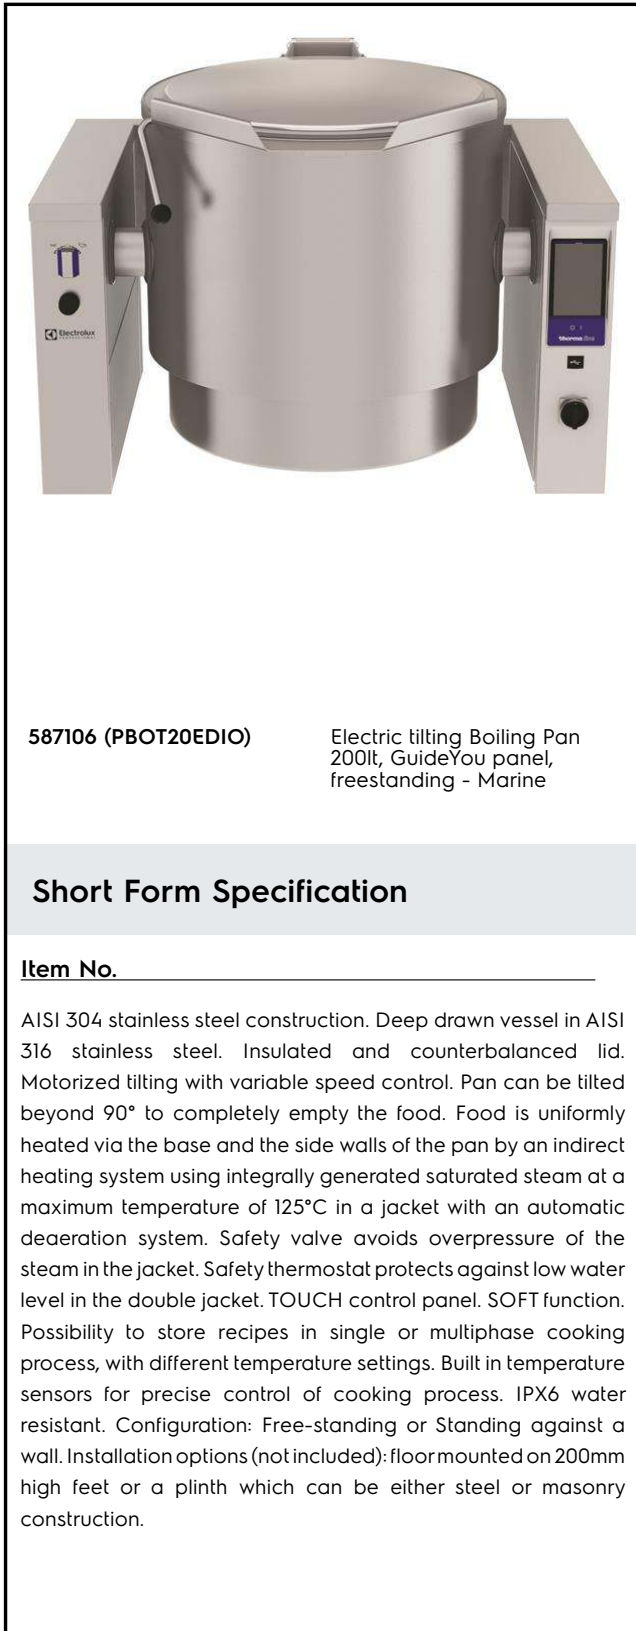 Electrolux
PROFESSIONAL
thermaline
587106 (PBOT20EDIO)
Electric tilting Boiling Pan
200lt, GuideYou panel,
freestanding - Marine
Short Form Specification
Item No.
AISI 304 stainless steel construction. Deep drawn vessel in AISI
316 stainless steel. Insulated and counterbalanced lid.
Motorized tilting with variable speed control. Pan can be tilted
beyond 90° to completely empty the food. Food is uniformly
heated via the base and the side walls of the pan by an indirect
heating system using integrally generated saturated steam at a
maximum temperature of 125°C in a jacket with an automatic
deaeration system. Safety valve avoids overpressure of the
steam in the jacket. Safety thermostat protects against low water
level in the double jacket. TOUCH control panel. SOFT function.
Possibility to store recipes in single or multiphase cooking
process, with different temperature settings. Built in temperature
sensors for precise control of cooking process. IPX6 water
resistant. Configuration: Free-standing or Standing against a
wall. Installation options (not included): floor mounted on 200mm
high feet or a plinth which can be either steel or masonry
construction.